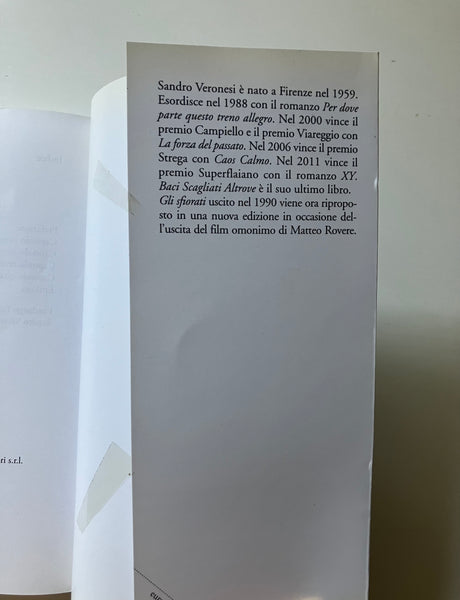 Sandro Veronesi è nato a Firenze nel 1959.
Esordisce nel 1988 con il romanzo Per dove
parte questo treno allegro. Nel 2000 vince il
premio Campiello e il premio Viareggio con
La forza del passato. Nel 2006 vince il premio
Strega con Caos Calmo. Nel 2011 vince il
premio Superflaiano con il romanzo XY.
Baci Scagliati Altrove è il suo ultimo libro.
Gli sfiorati uscito nel 1990 viene ora ripropo-
sto in una nuova edizione in occasione del-
l'uscita del film omonimo di Matteo Rovere.
ri s.r.l.